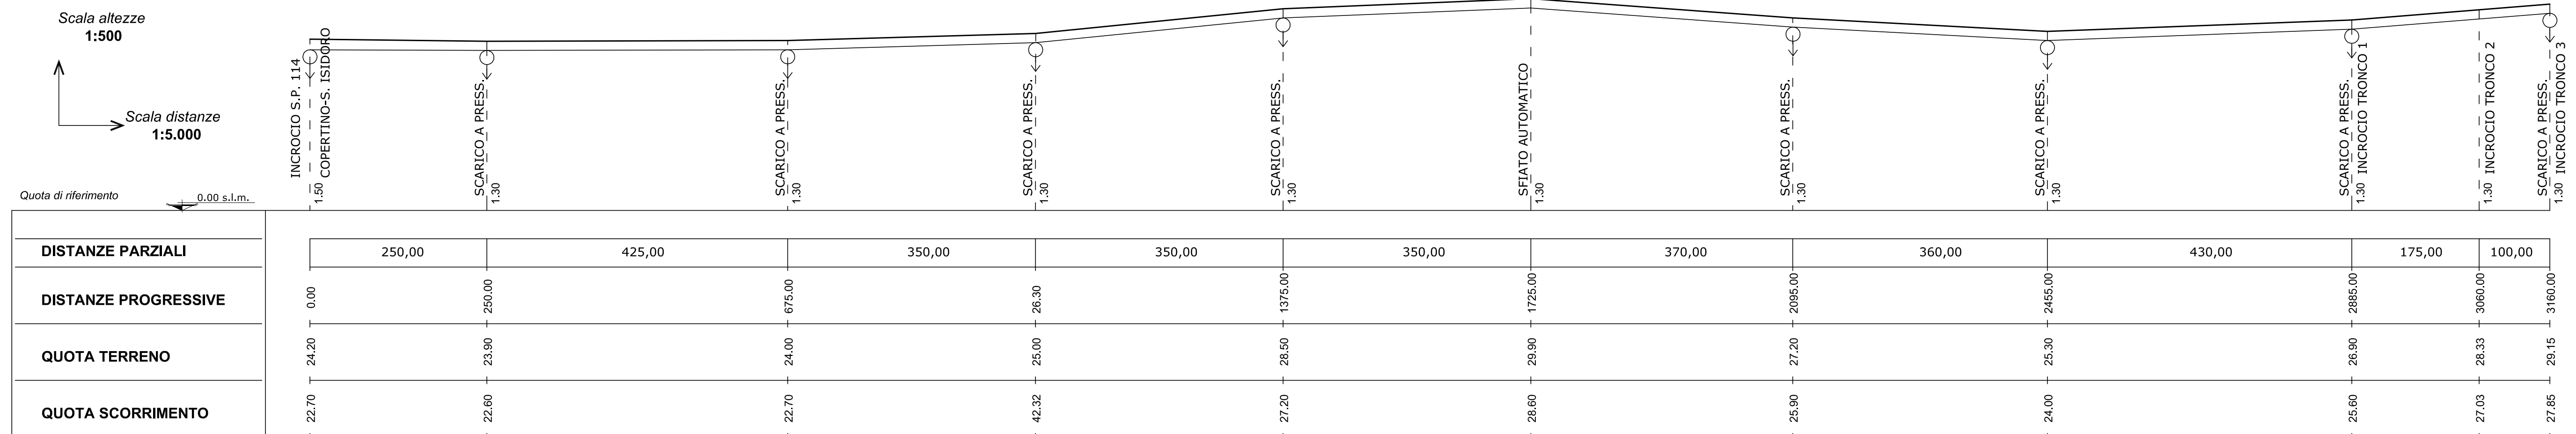 Scala altezze
1:500
Scala distanze
1:5.000
Quota di riferimento
0.00 s.l.m.
INCROCIO S.P. 114
COPERTINO-S. ISIDORO
1.50
SCARICO A PRESS.
1.30
SCARICO A PRESS.
1.30
SCARICO A PRESS.
1.30
SCARICO A PRESS.
1.30
SFIATO AUTOMATICO
1.30
SCARICO A PRESS.
1.30
SCARICO A PRESS.
1.30
SCARICO A PRESS.
1.30 INCROCIO TRONCO 1
1.30 INCROCIO TRONCO 2
SCARICO A PRESS.
1.30 INCROCIO TRONCO 3
DISTANZE PARZIALI 250,00 425,00 350,00 350,00 350,00 370,00 360,00 430,00 175,00 100,00
DISTANZE PROGRESSIVE 0.00 250.00 675.00 26.30 1375.00 1725.00 2095.00 2455.00 2885.00 3060.00 3160.00
QUOTA TERRENO 24.20 23.90 24.00 25.00 28.50 29.90 27.20 25.30 26.90 28.33 29.15
QUOTA SCORRIMENTO 22.70 22.60 22.70 42.32 27.20 28.60 25.90 24.00 25.60 27.03 27.85